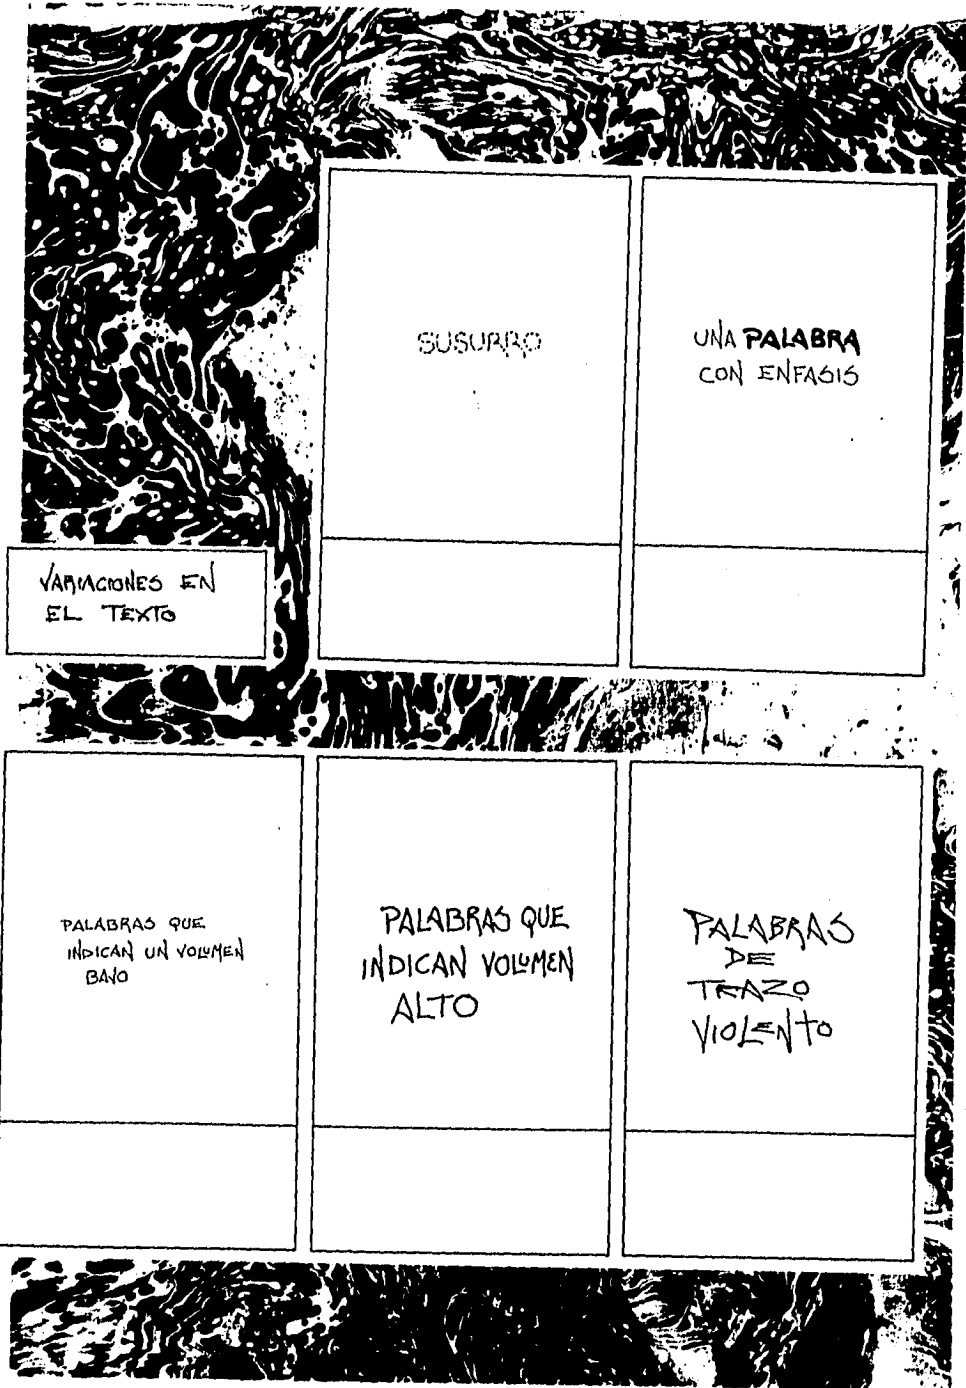 SUSURRO
UNA PALABRA
CON ENFASIS
VARIACIONES EN
EL TEXTO
PALABRAS QUE
INDICAN UN VOLUMEN
BAJO
PALABRAS QUE
INDICAN VOLUMEN
ALTO
PALABRAS
DE
TRAZO
VIOLENTO